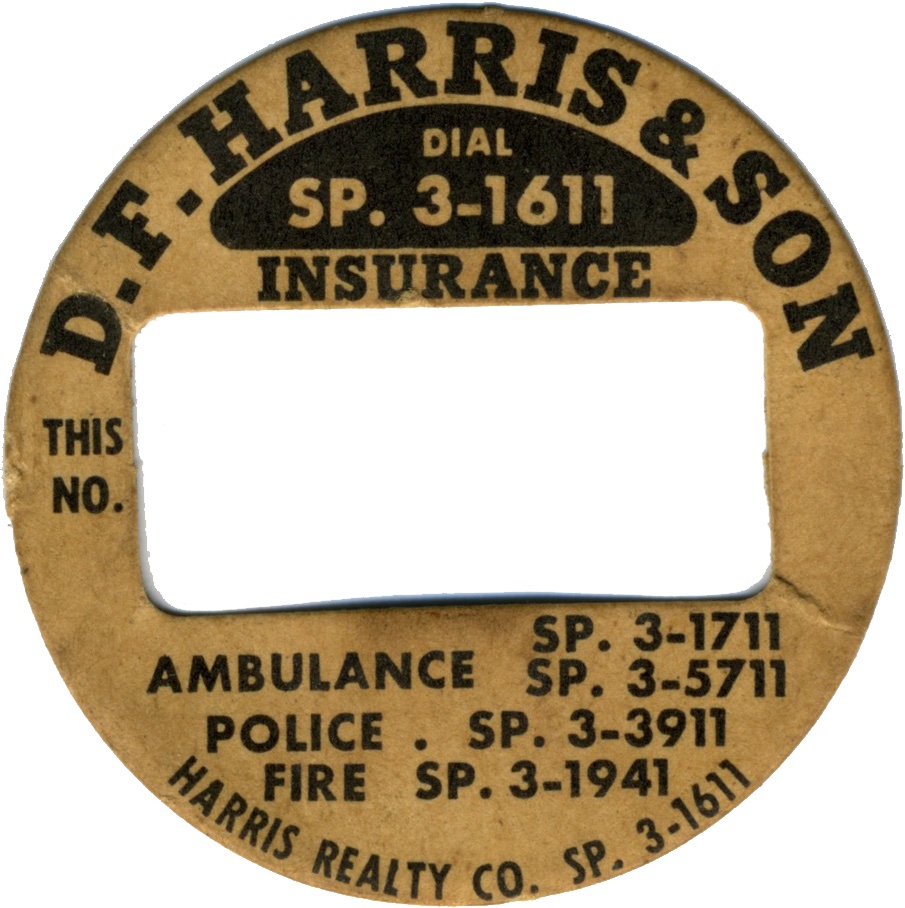 D.F. HARRIS & SON
DIAL
SP. 3-1611
INSURANCE
THIS
NO.
SP. 3-1711
AMBULANCE SP. 3-5711
POLICE . SP. 3-3911
FIRE SP. 3-1941
HARRIS REALTY CO. SP. 3-1611